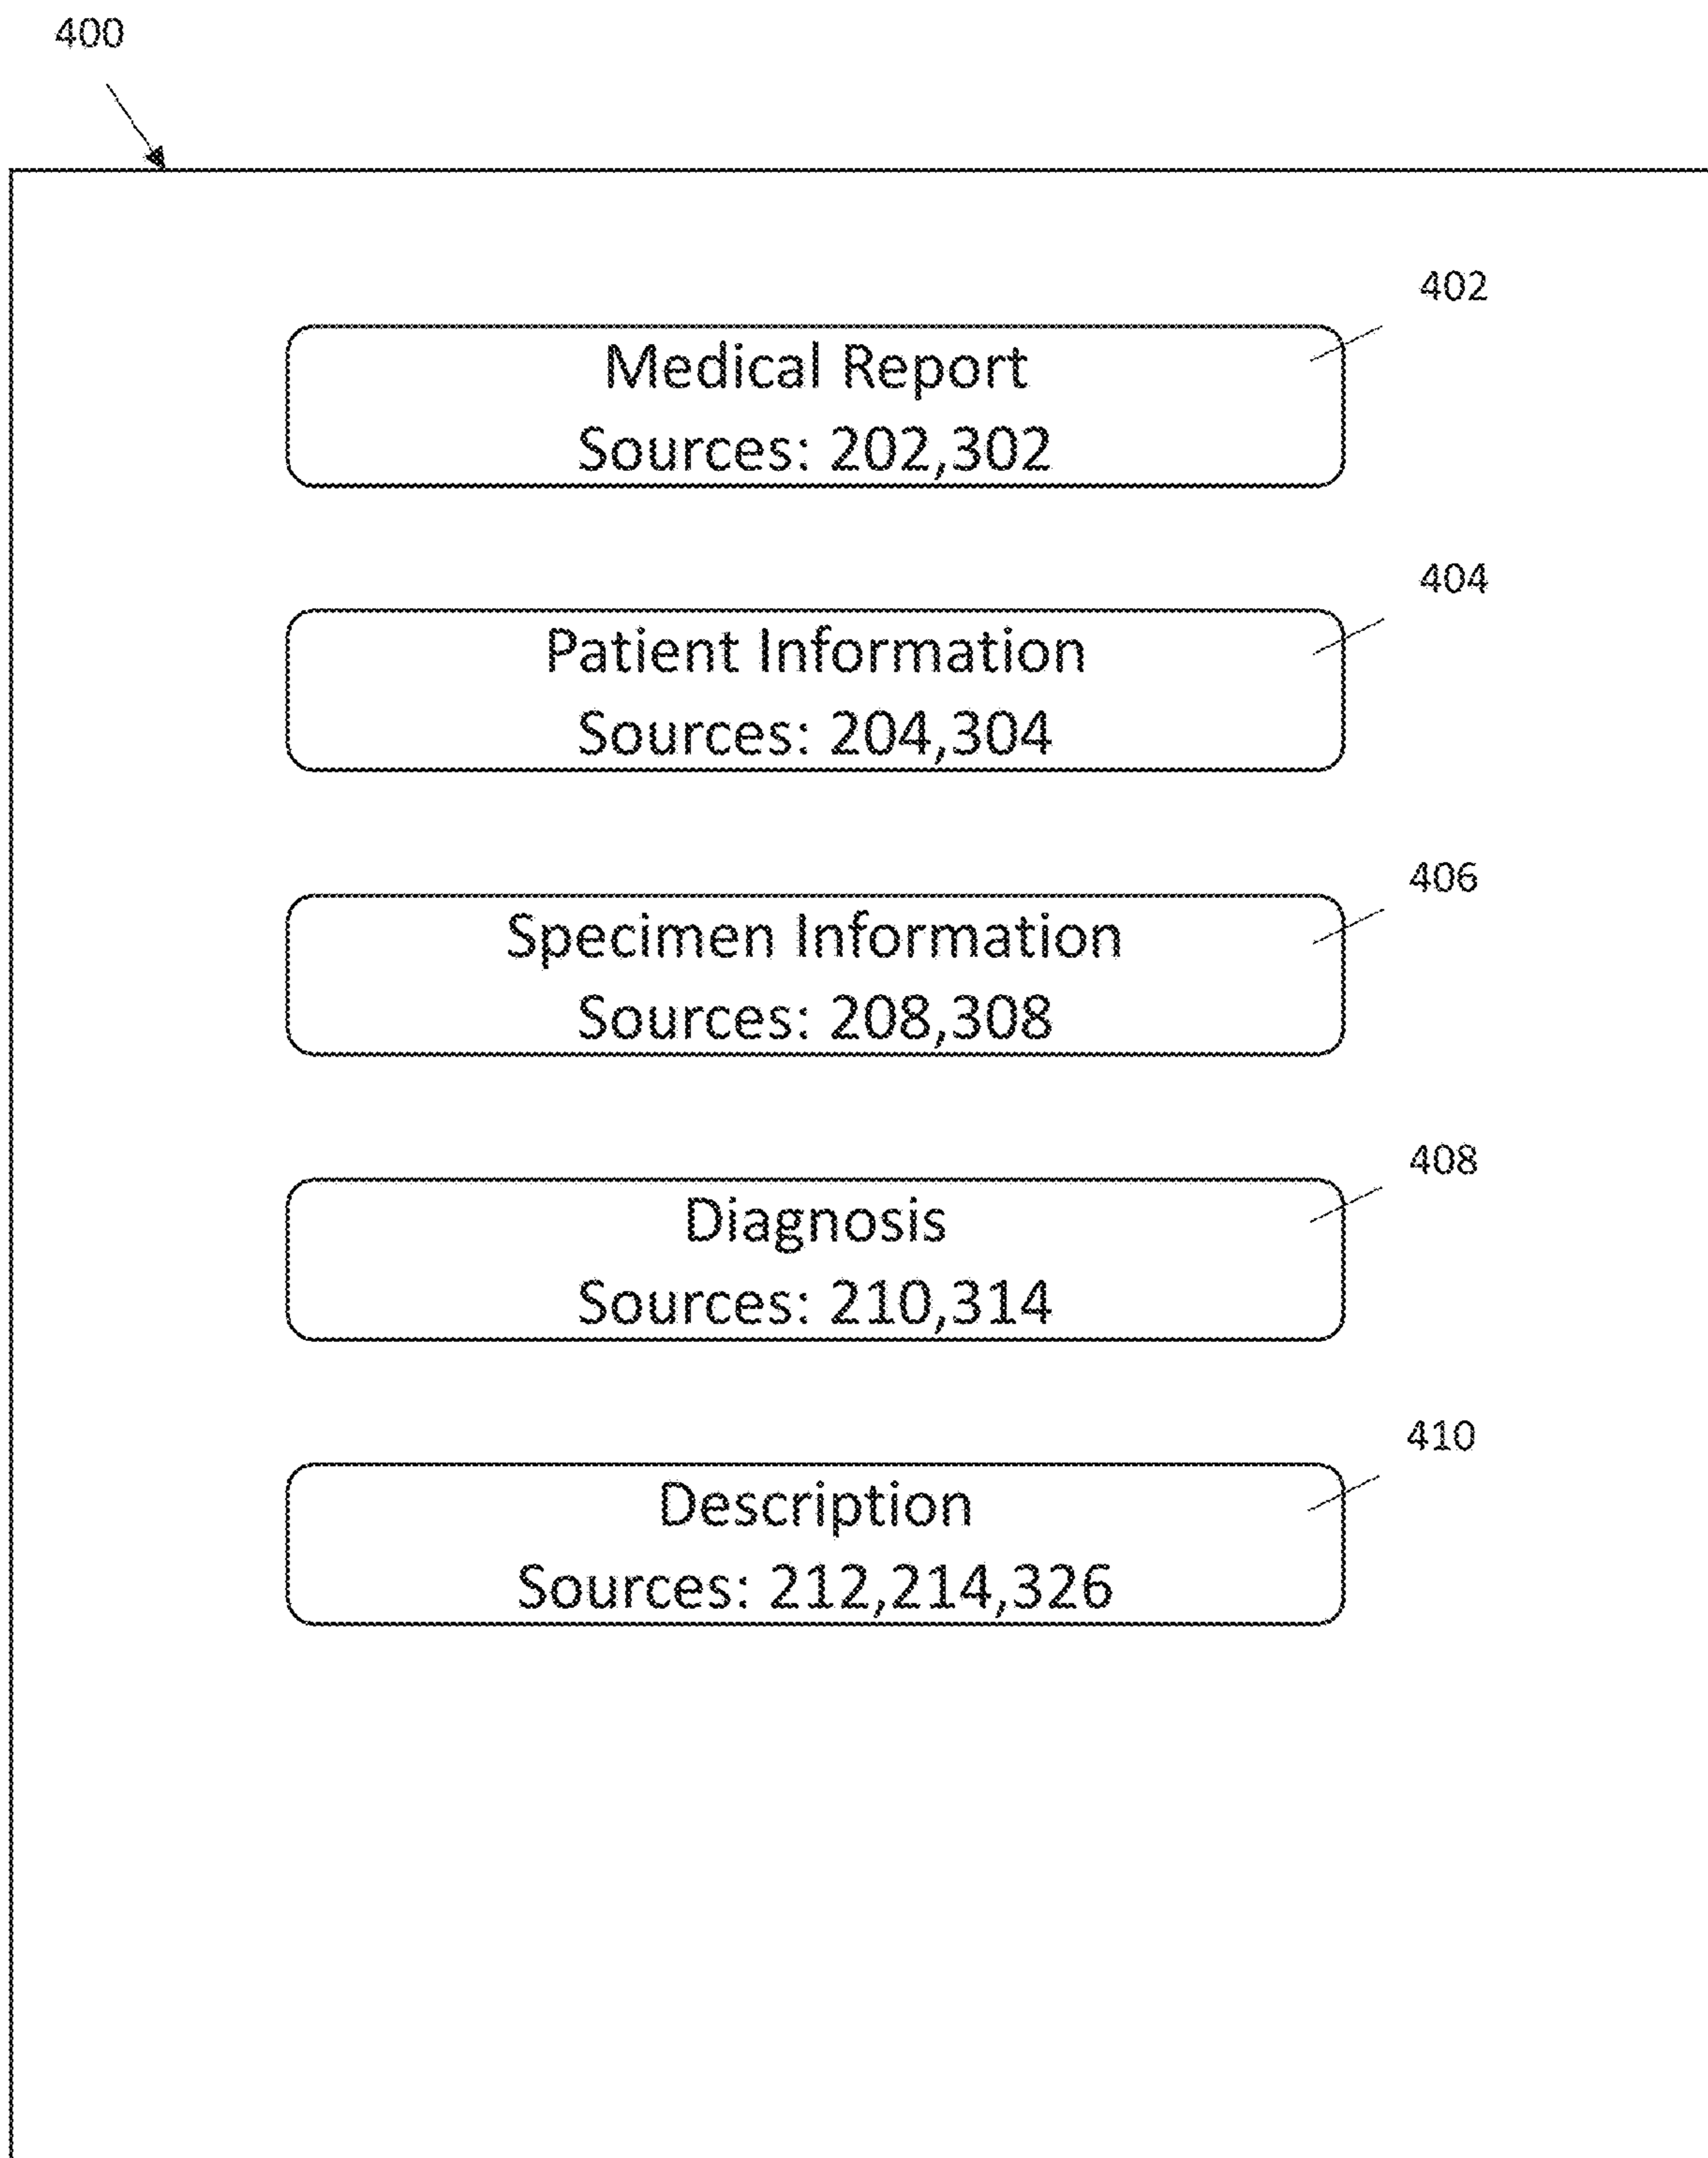 400
402
Medical Report
Sources: 202,302
404
Patient Information
Sources: 204,304
406
Specimen Information
Sources: 208,308
408
Diagnosis
Sources: 210,314
410
Description
Sources: 212,214,326